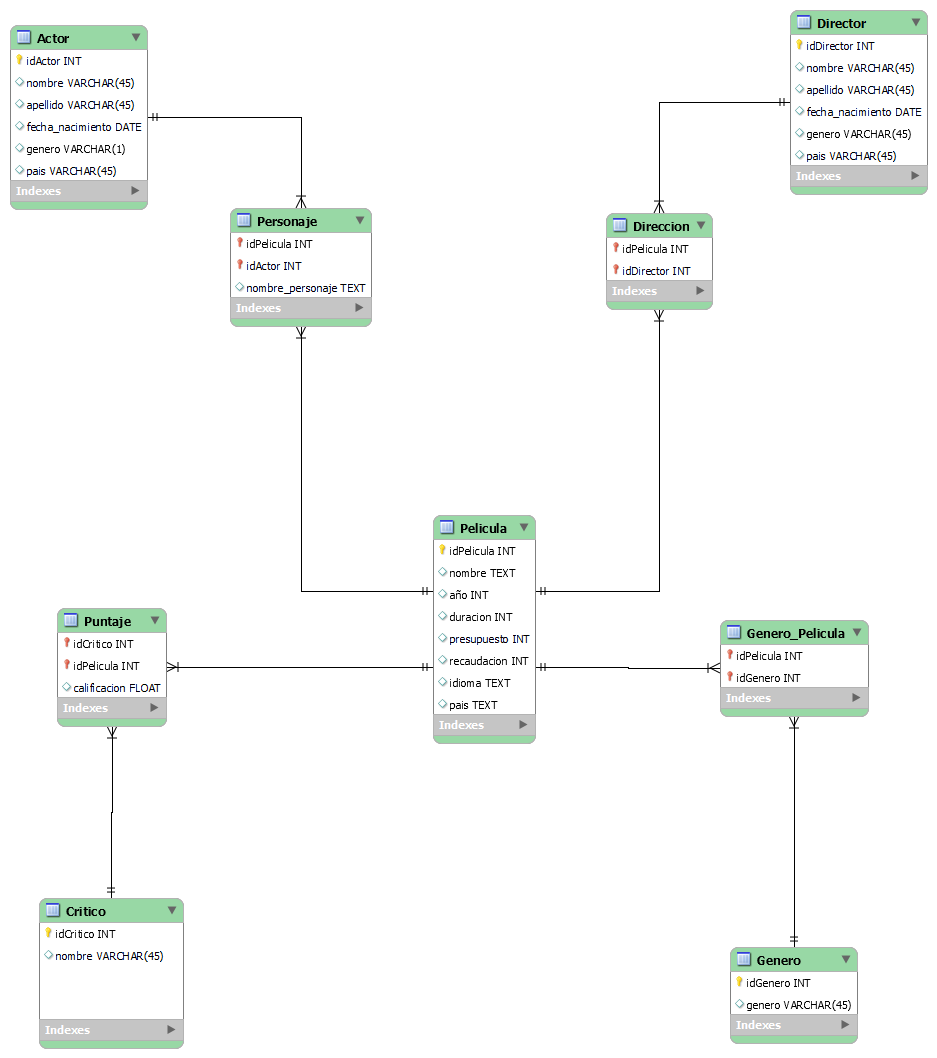 Actor
idActor INT
nombre VARCHAR(45)
apellido VARCHAR(45)
fecha_nacimiento DATE
genero VARCHAR(1)
pais VARCHAR(45)
Indexes
Director
idDirector INT
nombre VARCHAR(45)
apellido VARCHAR(45)
fecha_nacimiento DATE
genero VARCHAR(45)
pais VARCHAR(45)
Indexes
Personaje
idPelicula INT
idActor INT
nombre_personaje TEXT
Indexes
Direccion
idPelicula INT
idDirector INT
Indexes
Pelicula
idPelicula INT
nombre TEXT
año INT
duracion INT
presupuesto INT
recaudacion INT
idioma TEXT
pais TEXT
Indexes
Puntaje
idCritico INT
idPelicula INT
calificacion FLOAT
Indexes
Genero_Pelicula
idPelicula INT
idGenero INT
Indexes
Critico
idCritico INT
nombre VARCHAR(45)
Indexes
Genero
idGenero INT
genero VARCHAR(45)
Indexes